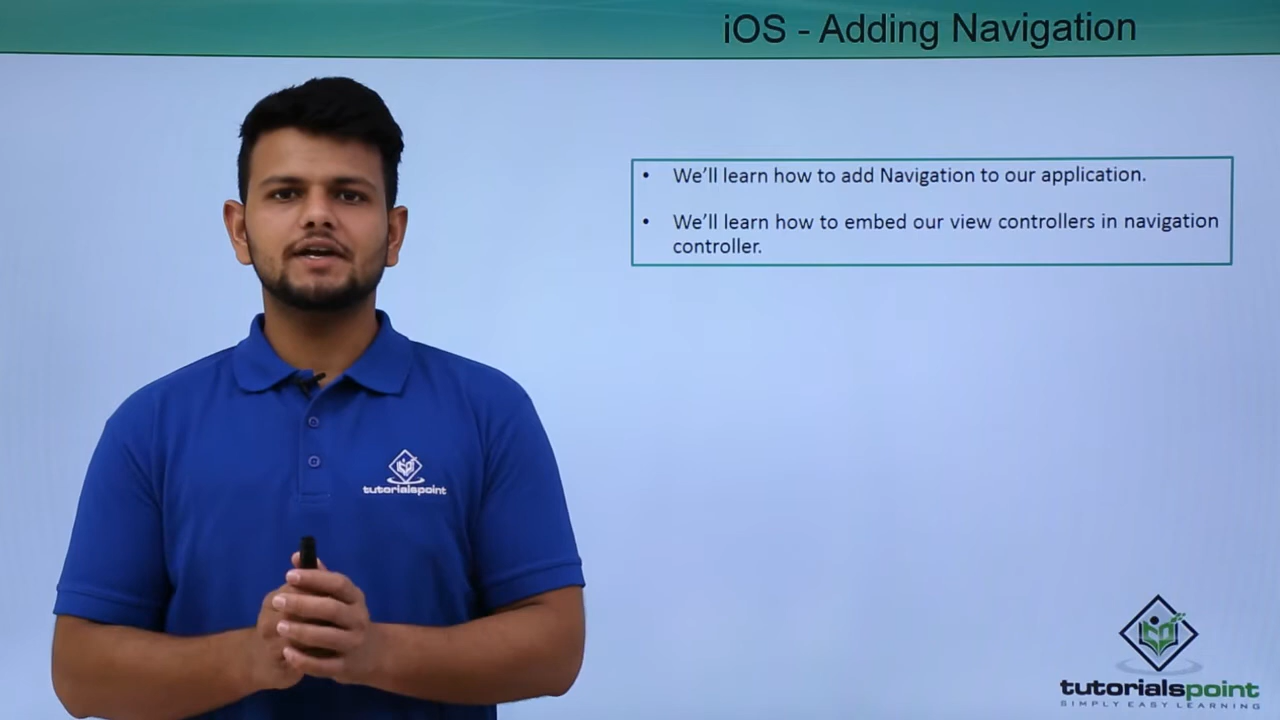 iOS - Adding Navigation
• We'll learn how to add Navigation to our application.
• We'll learn how to embed our view controllers in navigation
controller.
tutorialspoint
tutorialspoint
SIMPLY EASY LEARNING